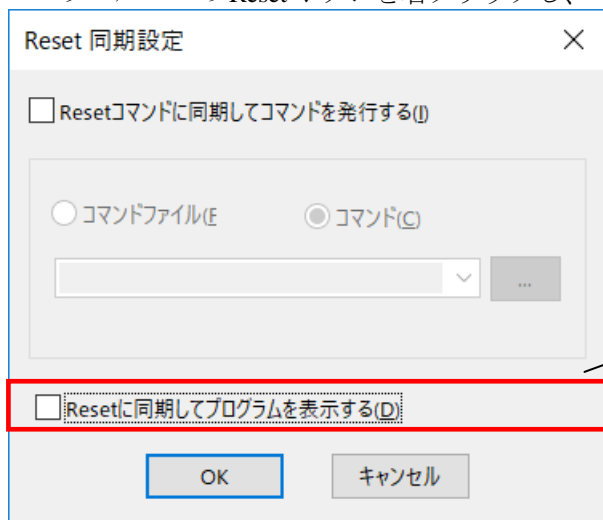 Reset 同期設定
Resetコマンドに同期してコマンドを発行する(I)
コマンドファイル(F
コマンド(C)
...
Resetに同期してプログラムを表示する(D)
OK
キャンセル